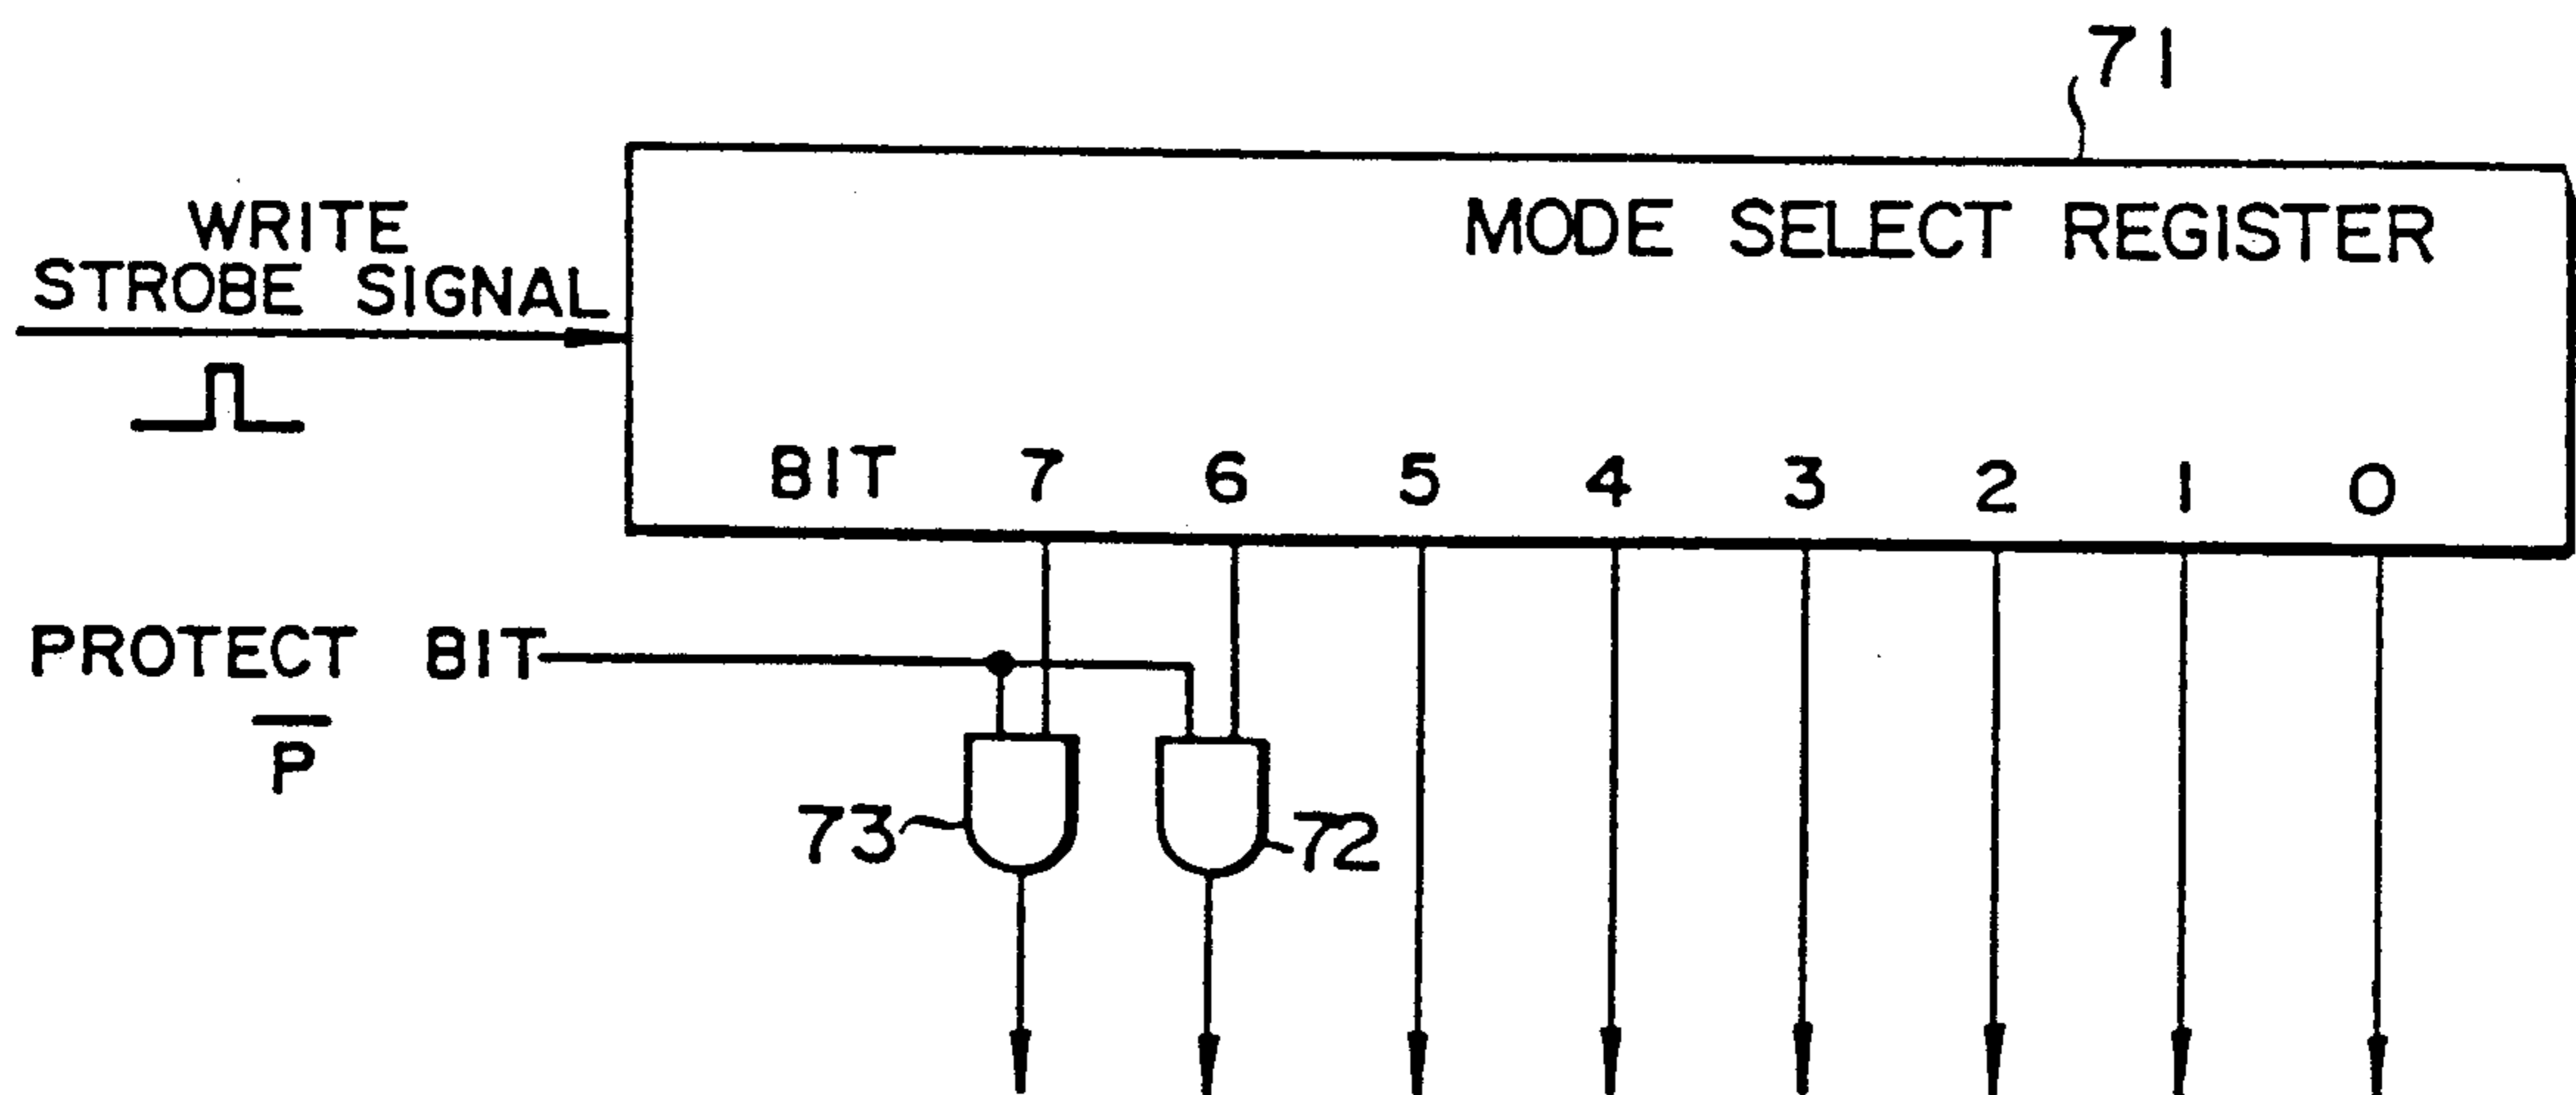 71
WRITE
STROBE SIGNAL
MODE SELECT REGISTER
BIT 7 6 5 4 3 2 1 0
PROTECT BIT
P̅
73
72